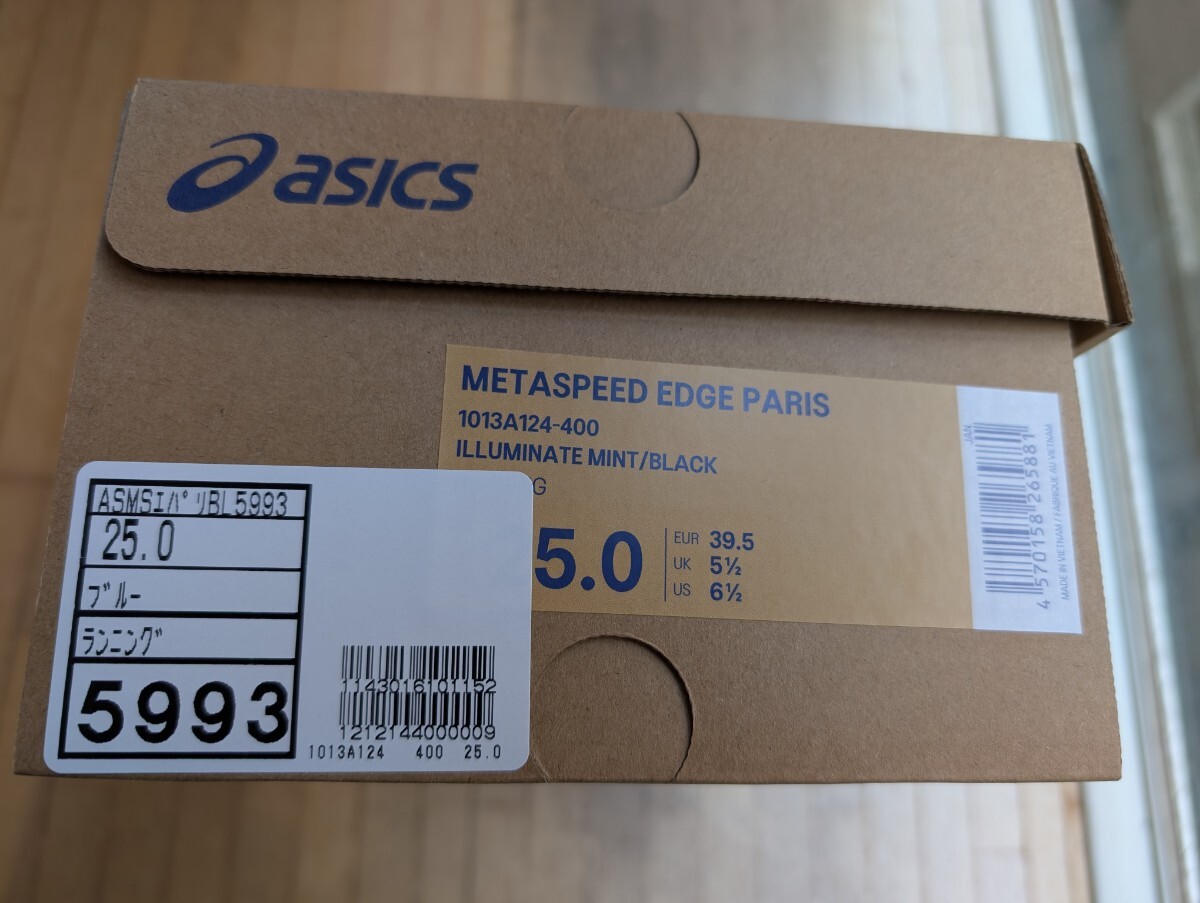 asics
METASPEED EDGE PARIS
1013A124-400
ILLUMINATE MINT/BLACK
G
5.0
EUR 39.5
UK 5½
US 6½
JAN
4 570158 265881
MADE IN VIETNAM / FABRIQUE AU VIETNAM
ASMSエパリBL5993
25.0
ブルー
ランニング
5993
1143016101152
1212144000009
1013A124 400 25.0